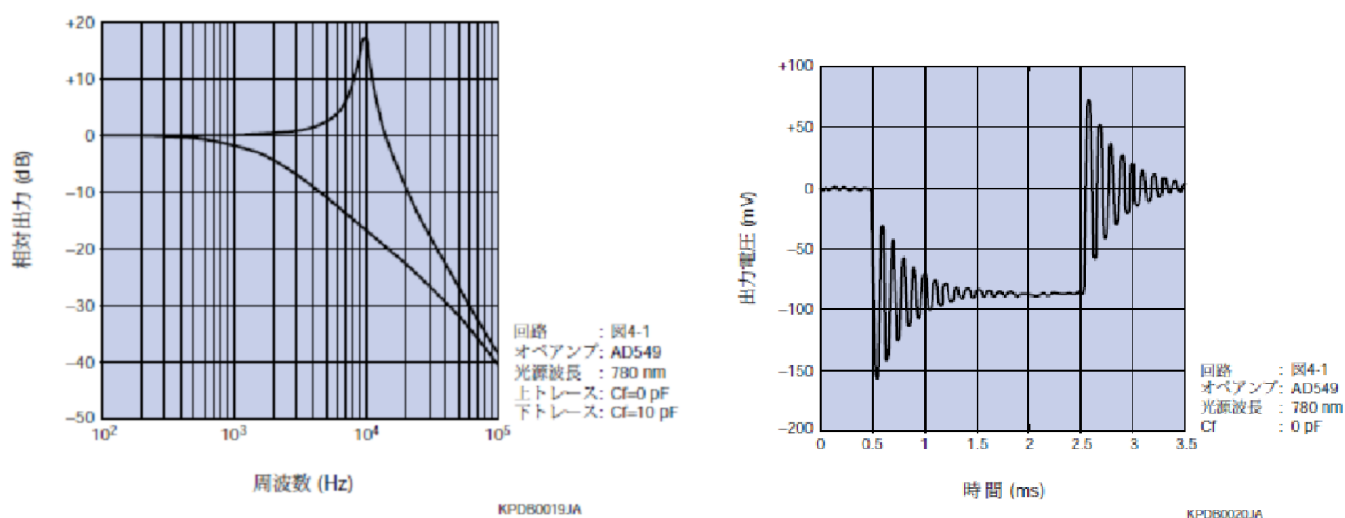 +20
+10
0
−10
−20
−30
−40
−50
相対出力 (dB)
10²
10³
10⁴
10⁵
周波数 (Hz)
回路 : 図4-1
オペアンプ: AD549
光源波長 : 780 nm
上トレース: Cf=0 pF
下トレース: Cf=10 pF
KPDB0019JA
+100
+50
0
−50
−100
−150
−200
出力電圧 (mV)
0
0.5
1
1.5
2
2.5
3
3.5
時間 (ms)
回路 : 図4-1
オペアンプ: AD549
光源波長 : 780 nm
Cf : 0 pF
KPDB0020JA